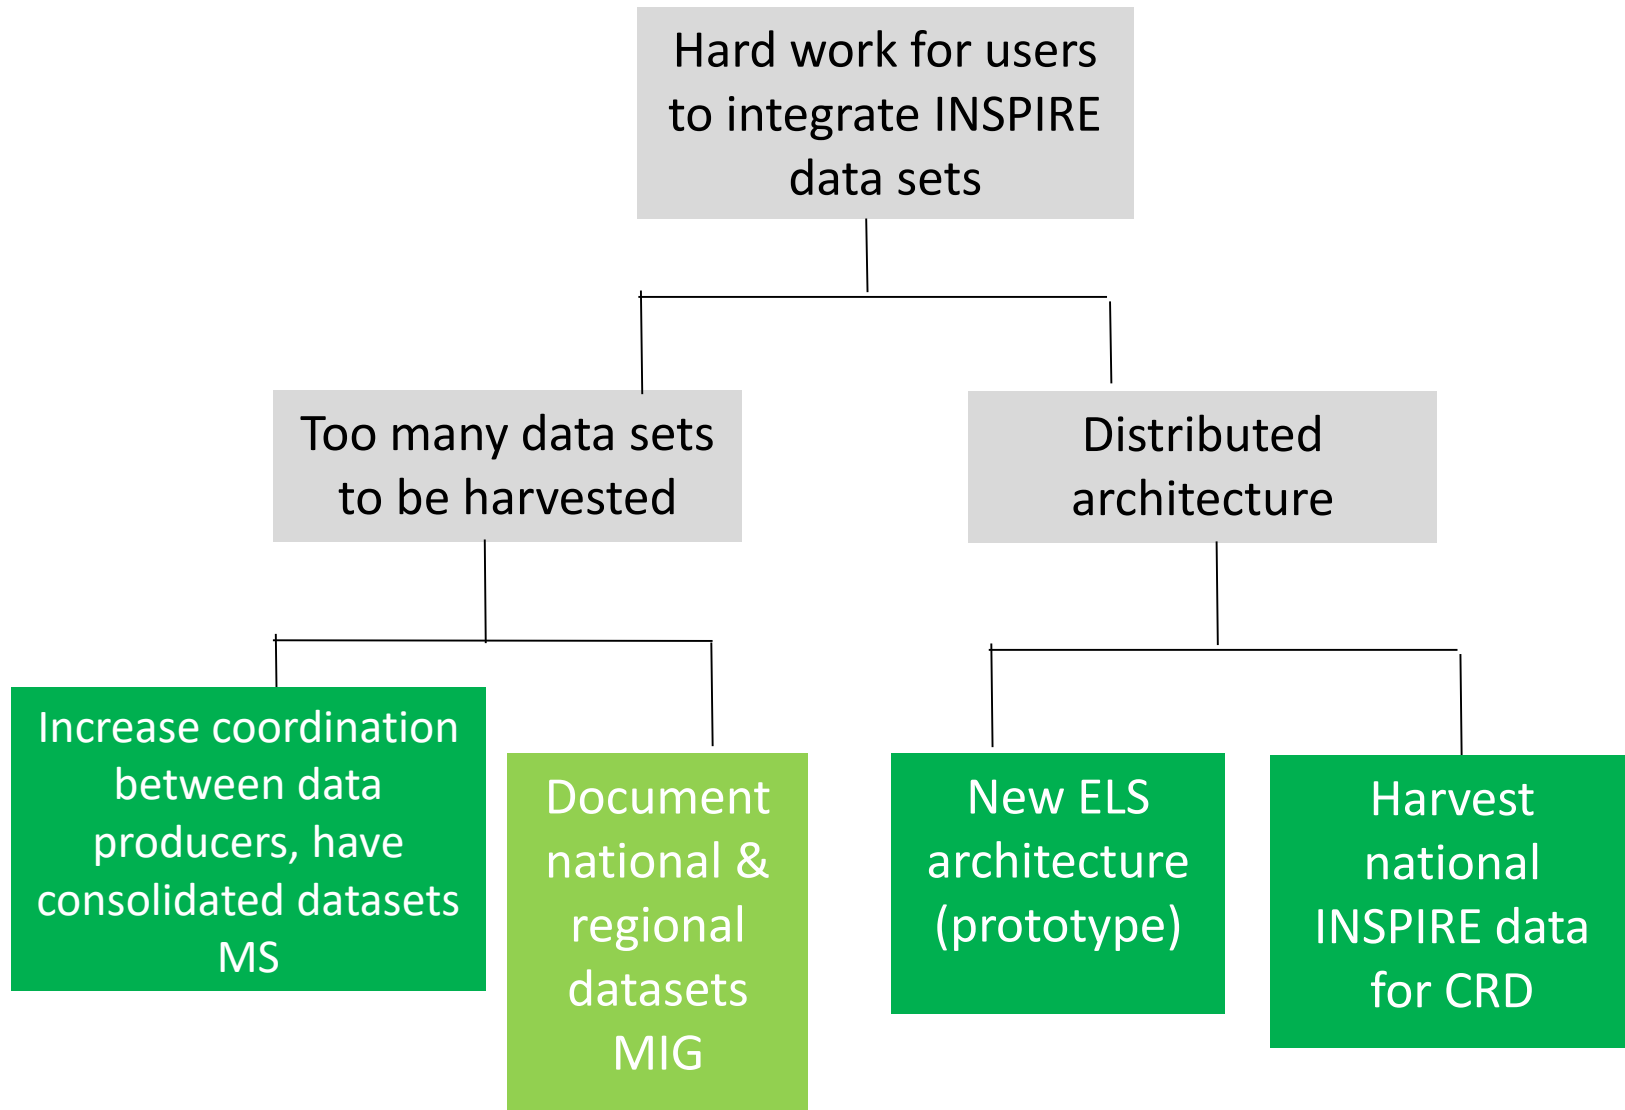 Hard work for users
to integrate INSPIRE
data sets
Too many data sets
to be harvested
Distributed
architecture
Increase coordination
between data
producers, have
consolidated datasets
MS
Document
national &
regional
datasets
MIG
New ELS
architecture
(prototype)
Harvest
national
INSPIRE data
for CRD